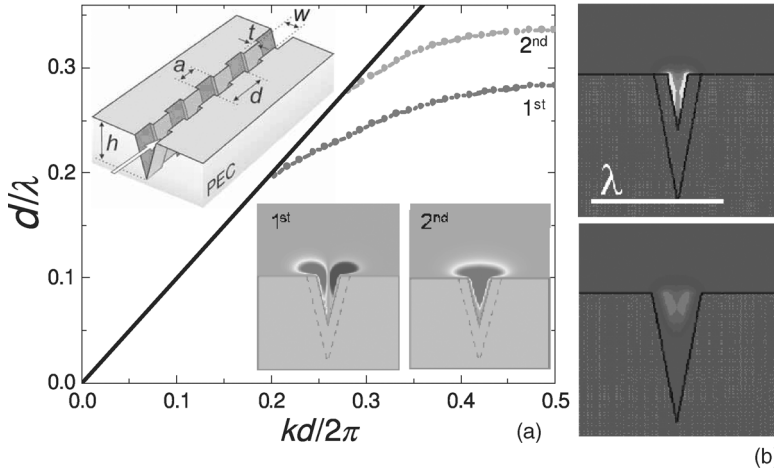 w
t
a
d
h
PEC
2nd
1st
0.3
0.2
0.1
0.0
d/λ
1st
2nd
0.0 0.1 0.2 0.3 0.4 0.5
kd/2π
(a)
λ
(b)